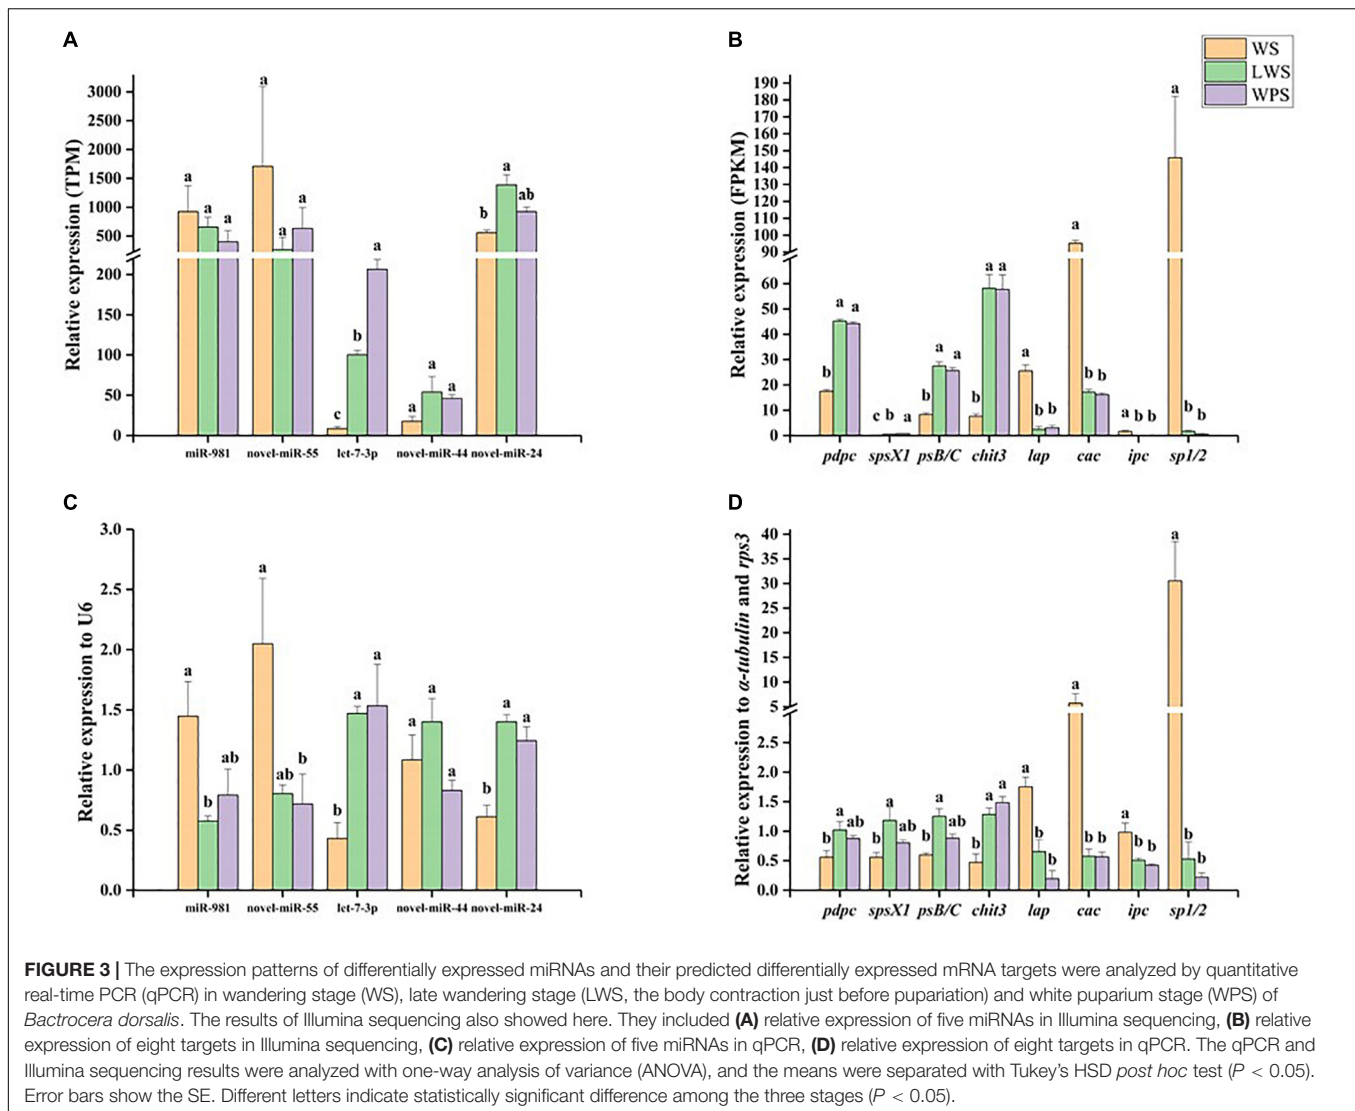 A
Relative expression (TPM)
3000
2500
2000
1500
1000
500
200
150
100
50
0
a
a
a
a
a
a
c
b
a
a
a
a
b
a
ab
miR-981 novel-miR-55 let-7-3p novel-miR-44 novel-miR-24
B
WS
LWS
WPS
Relative expression (FPKM)
190
180
170
160
150
140
130
120
110
100
90
60
50
40
30
20
10
0
b
a
a
c b a
b
a
a
b
a a
a
b b
a
b b
a
b b
a
b
b
pdpc spsX1 psB/C chit3 lap cac ipc sp1/2
C
Relative expression to U6
3.0
2.5
2.0
1.5
1.0
0.5
0.0
a
b
ab
a
ab
b
b
a
a
a
a
a
b
a
a
miR-981 novel-miR-55 let-7-3p novel-miR-44 novel-miR-24
D
Relative expression to α-tubulin and rps3
40
35
30
25
20
15
10
5
2.5
2.0
1.5
1.0
0.5
0.0
b
a
ab
b
a
ab
b
a
ab
b
a
a
a
b
b
a
b b
a
b
b
a
b
b
pdpc spsX1 psB/C chit3 lap cac ipc sp1/2
FIGURE 3 | The expression patterns of differentially expressed miRNAs and their predicted differentially expressed mRNA targets were analyzed by quantitative
real-time PCR (qPCR) in wandering stage (WS), late wandering stage (LWS, the body contraction just before pupariation) and white puparium stage (WPS) of
Bactrocera dorsalis. The results of Illumina sequencing also showed here. They included (A) relative expression of five miRNAs in Illumina sequencing, (B) relative
expression of eight targets in Illumina sequencing, (C) relative expression of five miRNAs in qPCR, (D) relative expression of eight targets in qPCR. The qPCR and
Illumina sequencing results were analyzed with one-way analysis of variance (ANOVA), and the means were separated with Tukey's HSD post hoc test (P < 0.05).
Error bars show the SE. Different letters indicate statistically significant difference among the three stages (P < 0.05).